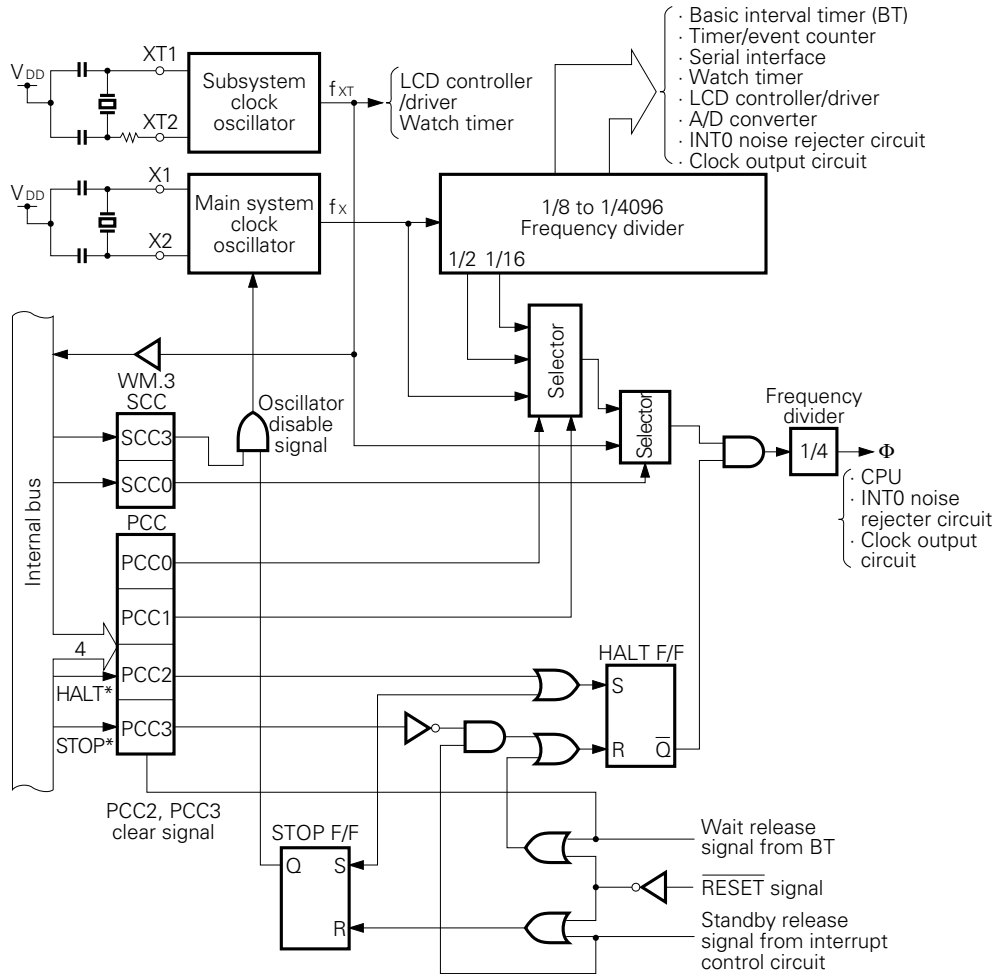 · Basic interval timer (BT)
· Timer/event counter
· Serial interface
· Watch timer
· LCD controller/driver
· A/D converter
· INT0 noise rejecter circuit
· Clock output circuit
VDD
XT1
XT2
Subsystem
clock
oscillator
fXT
LCD controller
/driver
Watch timer
VDD
X1
X2
Main system
clock
oscillator
fX
1/8 to 1/4096
Frequency divider
1/2 1/16
Selector
Selector
WM.3
SCC
SCC3
SCC0
Oscillator
disable
signal
Frequency
divider
1/4
Φ
· CPU
· INT0 noise
rejecter circuit
· Clock output
circuit
Internal bus
PCC
PCC0
PCC1
PCC2
PCC3
4
HALT*
STOP*
HALT F/F
S
R
Q̅
PCC2, PCC3
clear signal
STOP F/F
Q
S
R
Wait release
signal from BT
R̅E̅S̅E̅T̅ signal
Standby release
signal from interrupt
control circuit